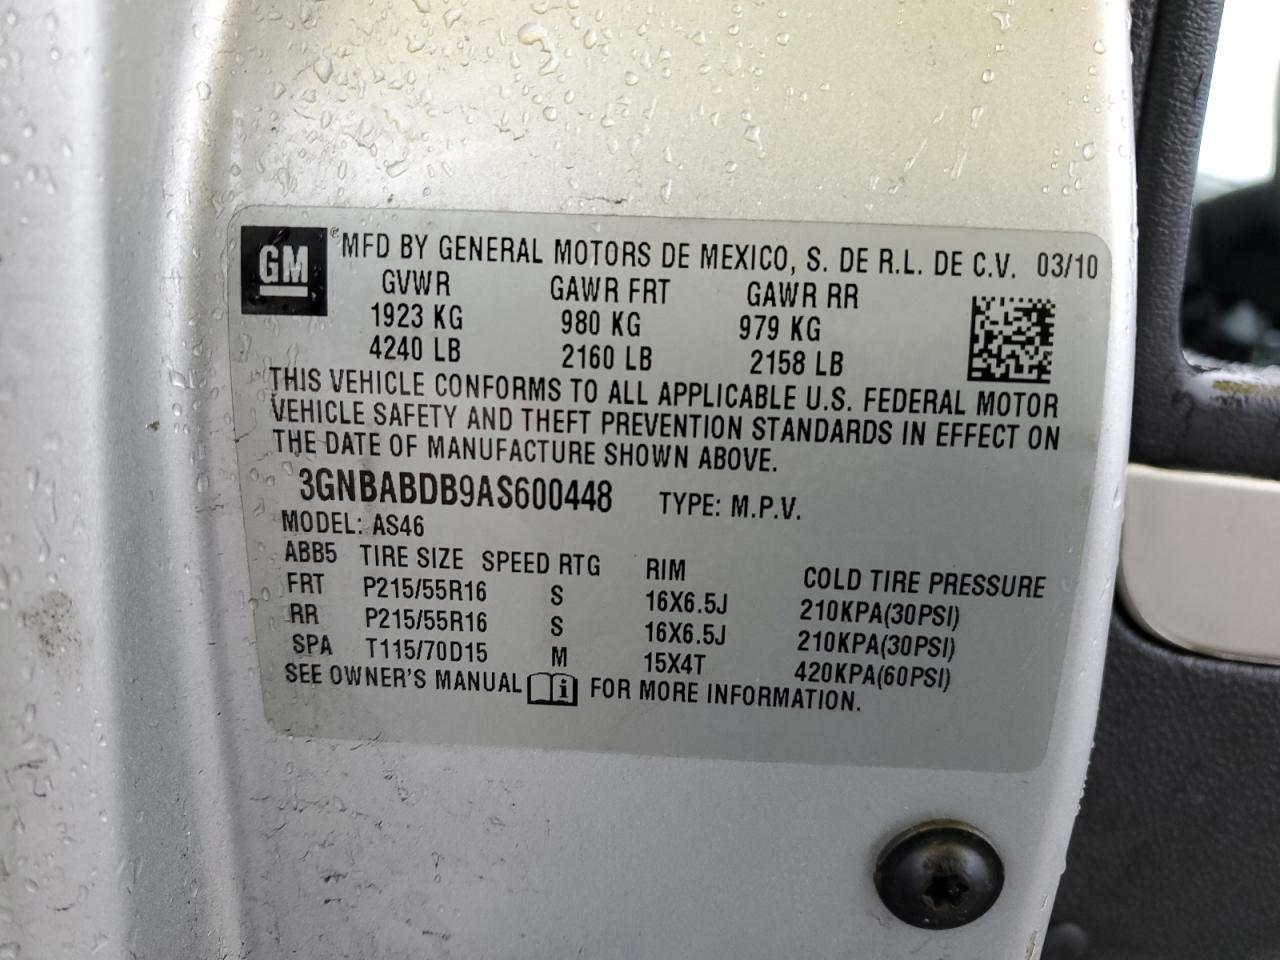 GM
® MFD BY GENERAL MOTORS DE MEXICO, S. DE R.L. DE C.V. 03/10
GVWR GAWR FRT GAWR RR
1923 KG 980 KG 979 KG
4240 LB 2160 LB 2158 LB
THIS VEHICLE CONFORMS TO ALL APPLICABLE U.S. FEDERAL MOTOR
VEHICLE SAFETY AND THEFT PREVENTION STANDARDS IN EFFECT ON
THE DATE OF MANUFACTURE SHOWN ABOVE.
3GNBABDB9AS600448 TYPE: M.P.V.
MODEL: AS46
ABB5 TIRE SIZE SPEED RTG RIM COLD TIRE PRESSURE
FRT P215/55R16 S 16X6.5J 210KPA(30PSI)
RR P215/55R16 S 16X6.5J 210KPA(30PSI)
SPA T115/70D15 M 15X4T 420KPA(60PSI)
SEE OWNER'S MANUAL i FOR MORE INFORMATION.